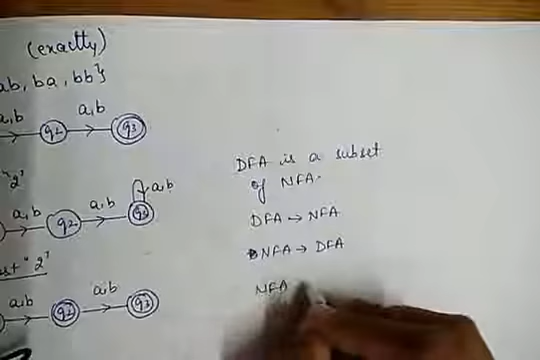 (exactly)
ab, ba, bb}
a,b a,b
q2 q3
"2"
a,b
a,b a,b
q2 q3
"2"
a,b a,b
q2 q3
DFA is a subset
of NFA.
DFA → NFA
NFA → DFA
NFA